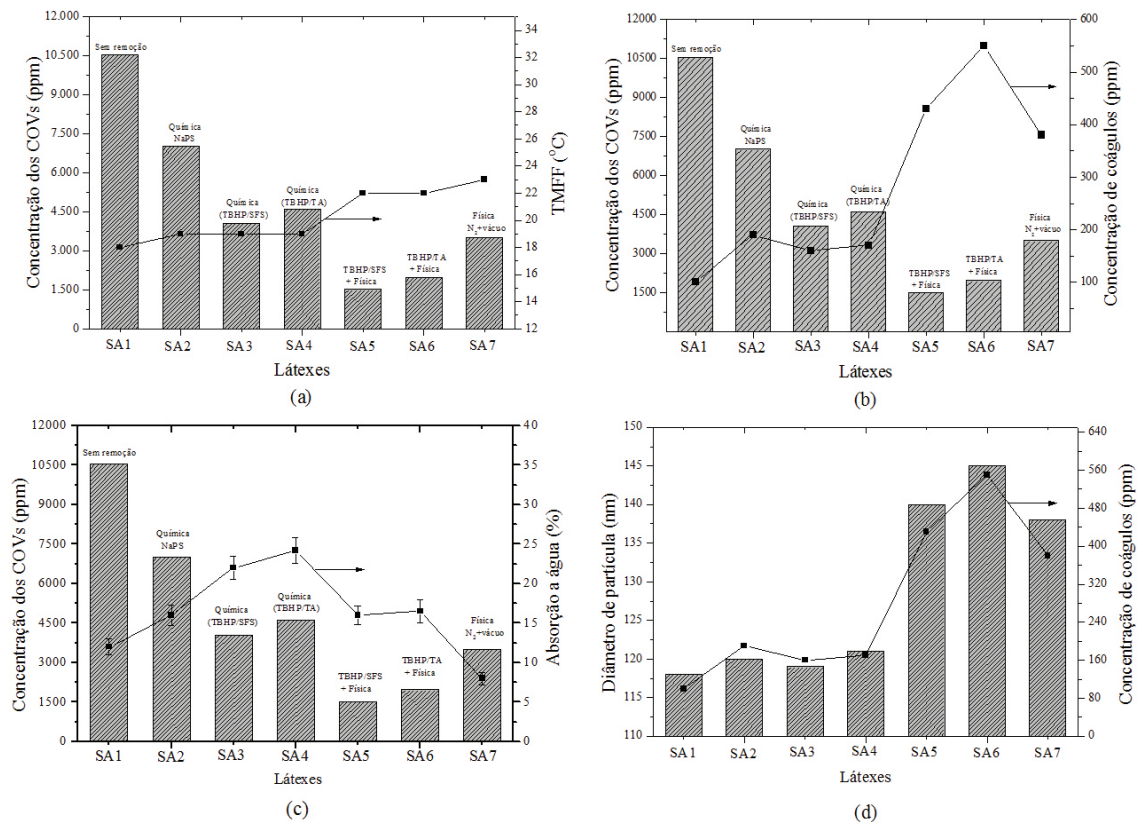 12.000
10.500
9.000
7.500
6.000
4.500
3.000
1.500
0
Concentração dos COVs (ppm)
Sem remoção
Química
NaPS
Química
(TBHP/SFS)
Química
(TBHP/TA)
TBHP/SFS
+ Física
TBHP/TA
+ Física
Física
N2+vácuo
34
32
30
28
26
24
22
20
18
16
14
12
TMFF (°C)
SA1 SA2 SA3 SA4 SA5 SA6 SA7
Látexes
(a)
12000
10500
9000
7500
6000
4500
3000
1500
Concentração dos COVs (ppm)
Sem remoção
Química
NaPS
Química
(TBHP/SFS)
Química
(TBHP/TA)
TBHP/SFS
+ Física
TBHP/TA
+ Física
Física
N2+vácuo
600
500
400
300
200
100
Concentração de coágulos (ppm)
SA1 SA2 SA3 SA4 SA5 SA6 SA7
Látexes
(b)
12000
10500
9000
7500
6000
4500
3000
1500
0
Concentração dos COVs (ppm)
Sem remoção
Química
NaPS
Química
(TBHP/SFS)
Química
(TBHP/TA)
TBHP/SFS
+ Física
TBHP/TA
+ Física
Física
N2+vácuo
40
35
30
25
20
15
10
5
0
Absorção a água (%)
SA1 SA2 SA3 SA4 SA5 SA6 SA7
Látexes
(c)
150
145
140
135
130
125
120
115
110
Diâmetro de partícula (nm)
640
560
480
400
320
240
160
80
0
Concentração de coágulos (ppm)
SA1 SA2 SA3 SA4 SA5 SA6 SA7
Látexes
(d)